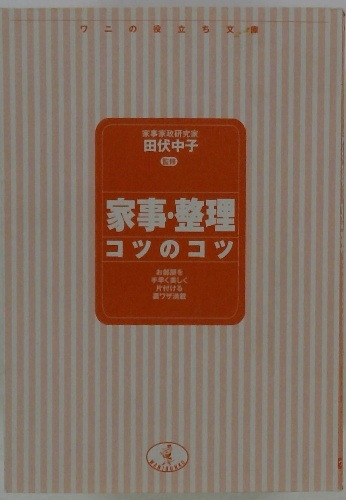 ワニの役立ち文庫
家事家政研究家
田伏中子
監修
家事・整理
コツのコツ
お部屋を
手早く美しく
片付ける
裏ワザ満載